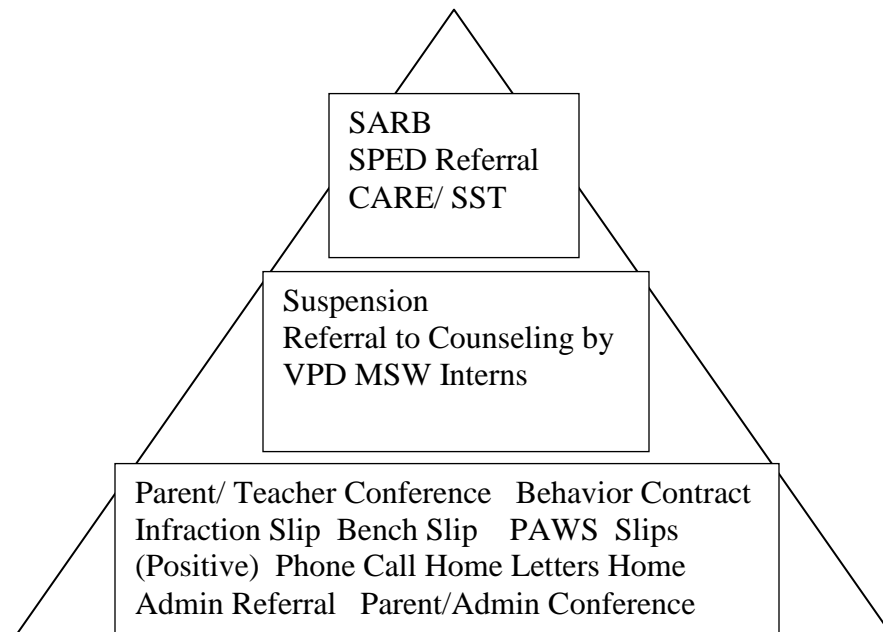 SARB
SPED Referral
CARE/ SST
Suspension
Referral to Counseling by
VPD MSW Interns
Parent/ Teacher Conference Behavior Contract
Infraction Slip Bench Slip PAWS Slips
(Positive) Phone Call Home Letters Home
Admin Referral Parent/Admin Conference